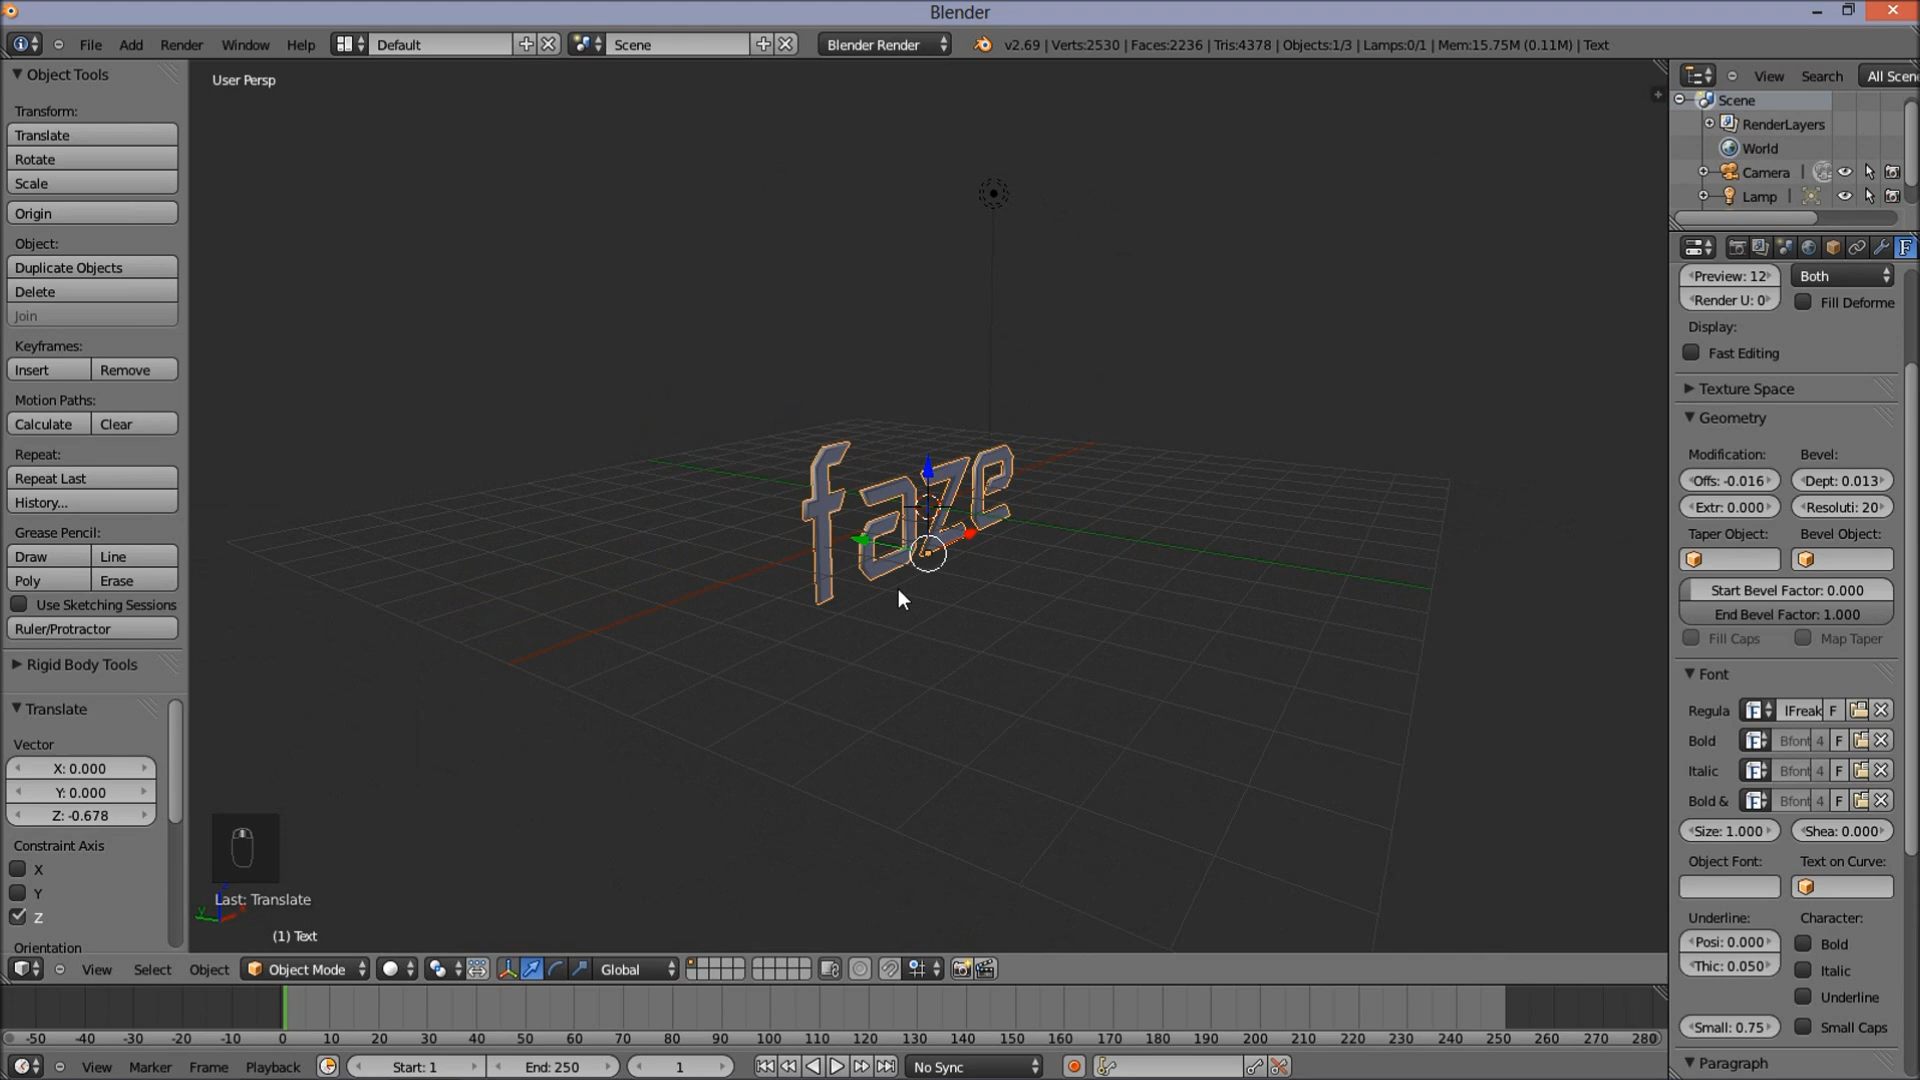 Blender
File Add Render Window Help Default Scene Blender Render v2.69 | Verts:2530 | Faces:2236 | Tris:4378 | Objects:1/3 | Lamps:0/1 | Mem:15.75M (0.11M) | Text
Object Tools
Transform:
Translate
Rotate
Scale
Origin
Object:
Duplicate Objects
Delete
Join
Keyframes:
Insert Remove
Motion Paths:
Calculate Clear
Repeat:
Repeat Last
History...
Grease Pencil:
Draw Line
Poly Erase
Use Sketching Sessions
Ruler/Protractor
Rigid Body Tools
Translate
Vector
X: 0.000
Y: 0.000
Z: -0.678
Constraint Axis
X
Y
Z
Orientation
User Persp
faze
Last: Translate
(1) Text
View Search All Scen
Scene
RenderLayers
World
Camera
Lamp
F
Preview: 12 Both
Render U: 0 Fill Deforme
Display:
Fast Editing
Texture Space
Geometry
Modification: Bevel:
Offs: -0.016 Dept: 0.013
Extr: 0.000 Resoluti: 20
Taper Object: Bevel Object:
Start Bevel Factor: 0.000
End Bevel Factor: 1.000
Fill Caps Map Taper
Font
Regula F lFreak F
Bold F Bfont 4 F
Italic F Bfont 4 F
Bold & F Bfont 4 F
Size: 1.000 Shea: 0.000
Object Font: Text on Curve:
Underline: Character:
Posi: 0.000 Bold
Thic: 0.050 Italic
Underline
Small: 0.75 Small Caps
Paragraph
View Select Object Object Mode Global
-50 -40 -30 -20 -10 0 10 20 30 40 50 60 70 80 90 100 110 120 130 140 150 160 170 180 190 200 210 220 230 240 250 260 270 280
View Marker Frame Playback Start: 1 End: 250 1 No Sync